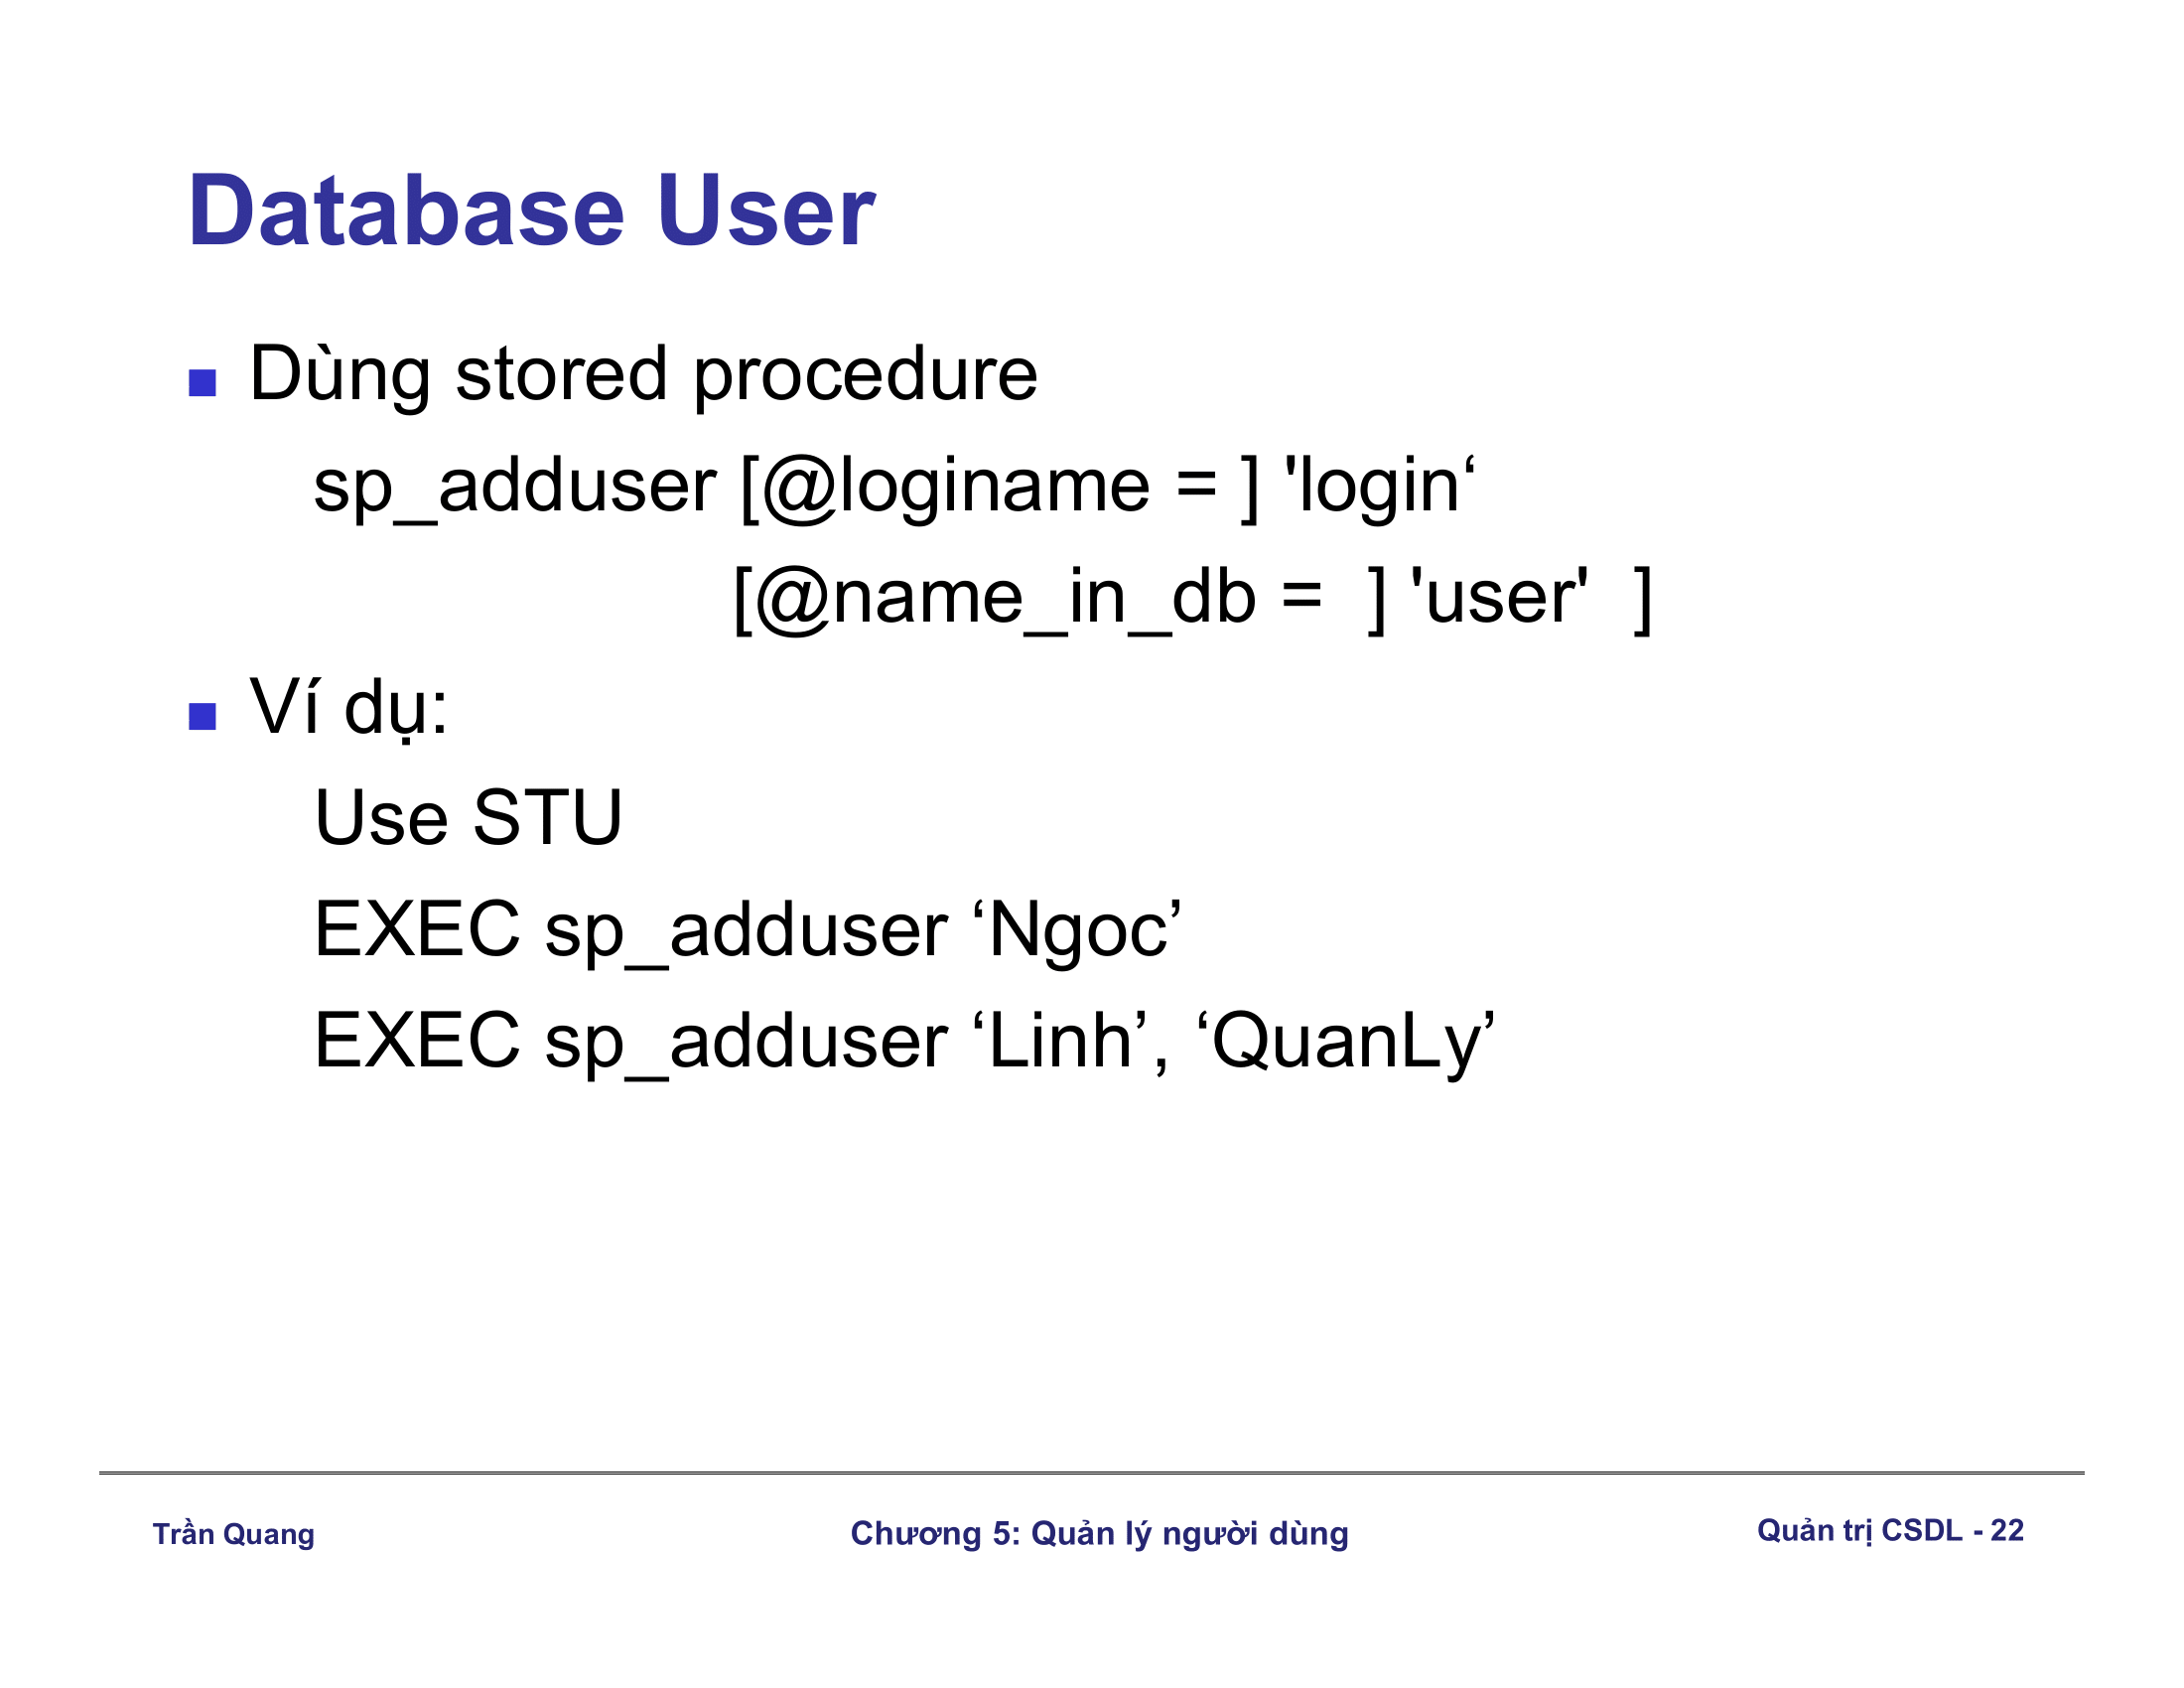 Database User
Dùng stored procedure
sp_adduser [@loginame = ] 'login‘
[@name_in_db =  ] 'user'  ]
Ví dụ:
Use STU
EXEC sp_adduser ‘Ngoc’
EXEC sp_adduser ‘Linh’, ‘QuanLy’
Trần Quang
Chương 5: Quản lý người dùng
Quản trị CSDL - 22